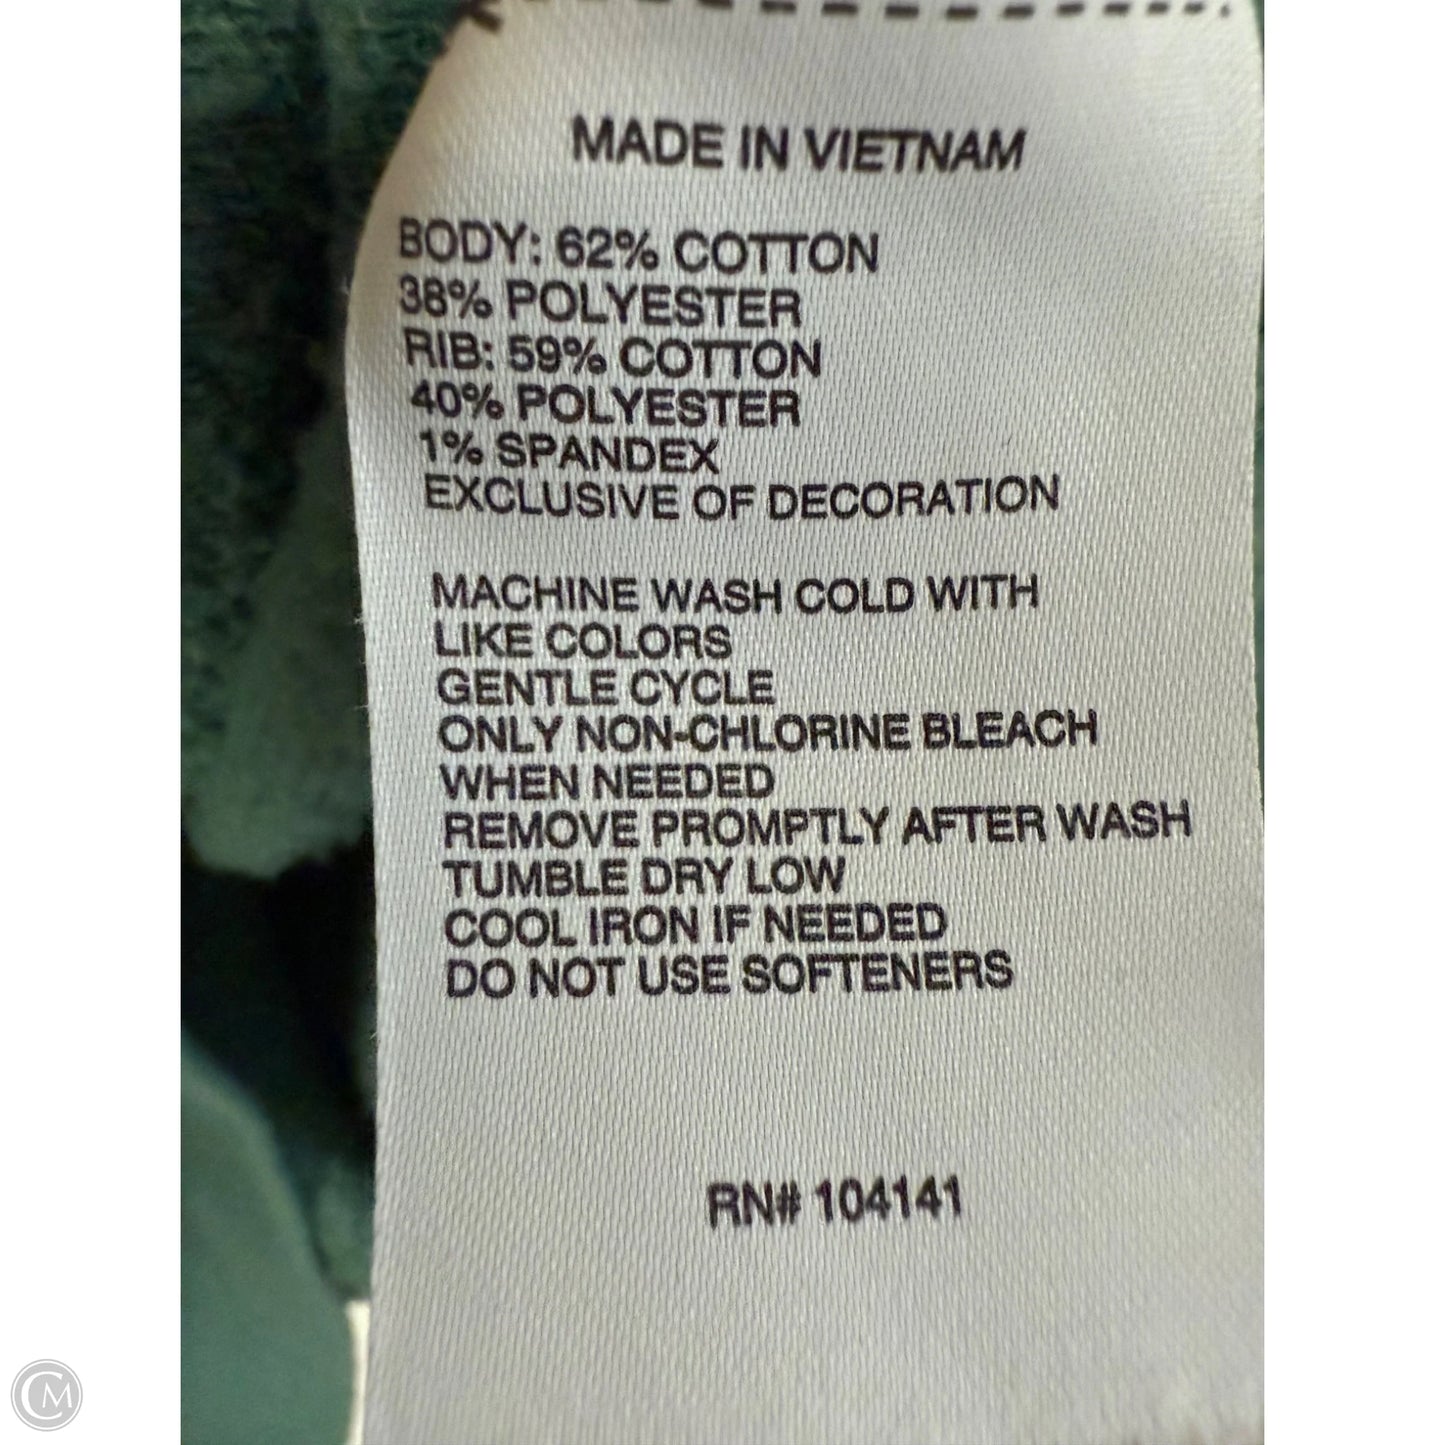 MADE IN VIETNAM
BODY: 62% COTTON
38% POLYESTER
RIB: 59% COTTON
40% POLYESTER
1% SPANDEX
EXCLUSIVE OF DECORATION
MACHINE WASH COLD WITH
LIKE COLORS
GENTLE CYCLE
ONLY NON-CHLORINE BLEACH
WHEN NEEDED
REMOVE PROMPTLY AFTER WASH
TUMBLE DRY LOW
COOL IRON IF NEEDED
DO NOT USE SOFTENERS
RN# 104141
CM